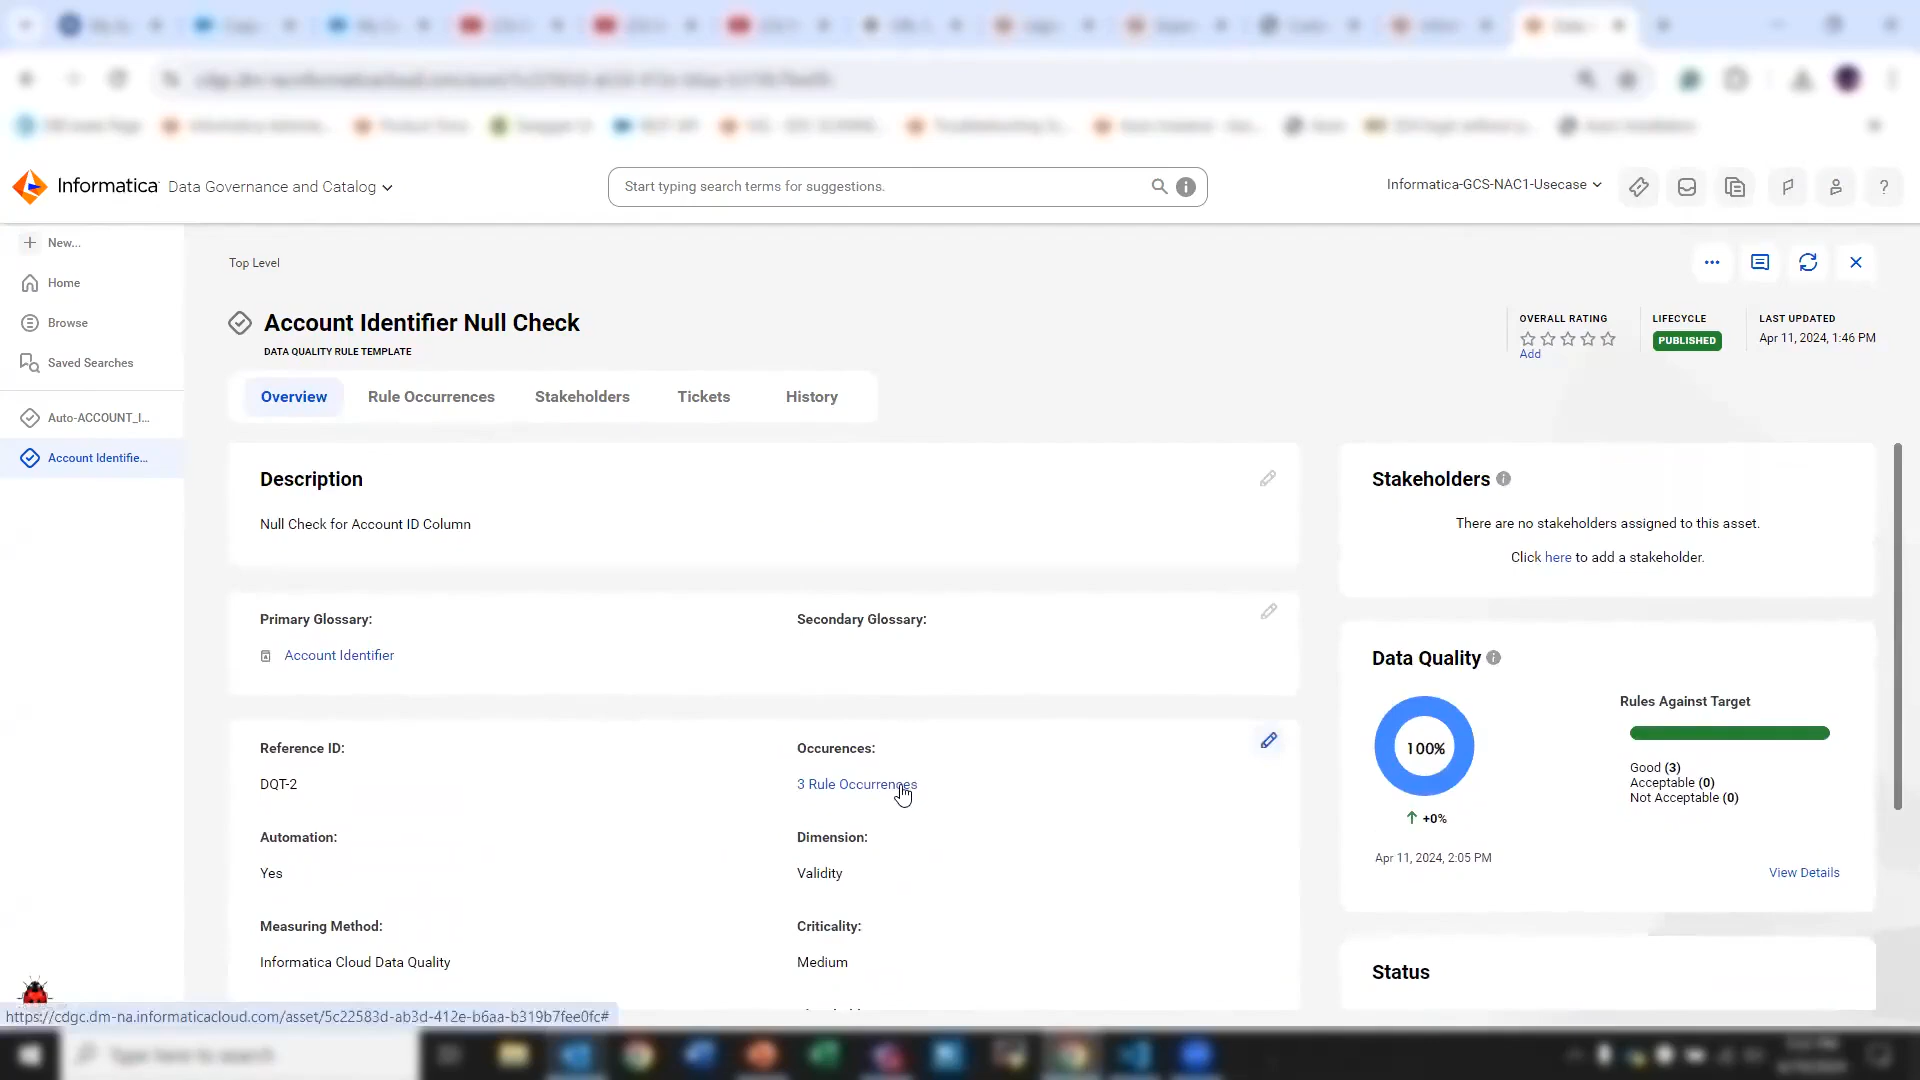 Informatica Data Governance and Catalog
Start typing search terms for suggestions.
Informatica-GCS-NAC1-Usecase
?
New...
Home
Browse
Saved Searches
Auto-ACCOUNT_I...
Account Identifie...
Top Level
Account Identifier Null Check
DATA QUALITY RULE TEMPLATE
OVERALL RATING
Add
LIFECYCLE
PUBLISHED
LAST UPDATED
Apr 11, 2024, 1:46 PM
Overview Rule Occurrences Stakeholders Tickets History
Description
Null Check for Account ID Column
Primary Glossary:
Account Identifier
Secondary Glossary:
Reference ID:
DQT-2
Occurences:
3 Rule Occurrences
Automation:
Yes
Dimension:
Validity
Measuring Method:
Informatica Cloud Data Quality
Criticality:
Medium
Stakeholders
There are no stakeholders assigned to this asset.
Click here to add a stakeholder.
Data Quality
100%
+0%
Apr 11, 2024, 2:05 PM
Rules Against Target
Good (3)
Acceptable (0)
Not Acceptable (0)
View Details
Status
https://cdgc.dm-na.informaticacloud.com/asset/5c22583d-ab3d-412e-b6aa-b319b7fee0fc#
Type here to search